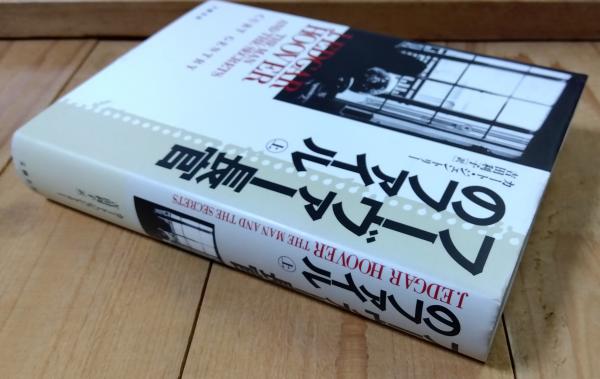 J.EDGAR
HOOVER
AND THE MAN
THE SECRETS
CURT GENTRY
フーヴァー長官
のファイル
上
カート・ジェントリー
吉田利子[訳]
J.EDGAR HOOVER THE MAN AND THE SECRETS
フーヴァー長官
のファイル
上